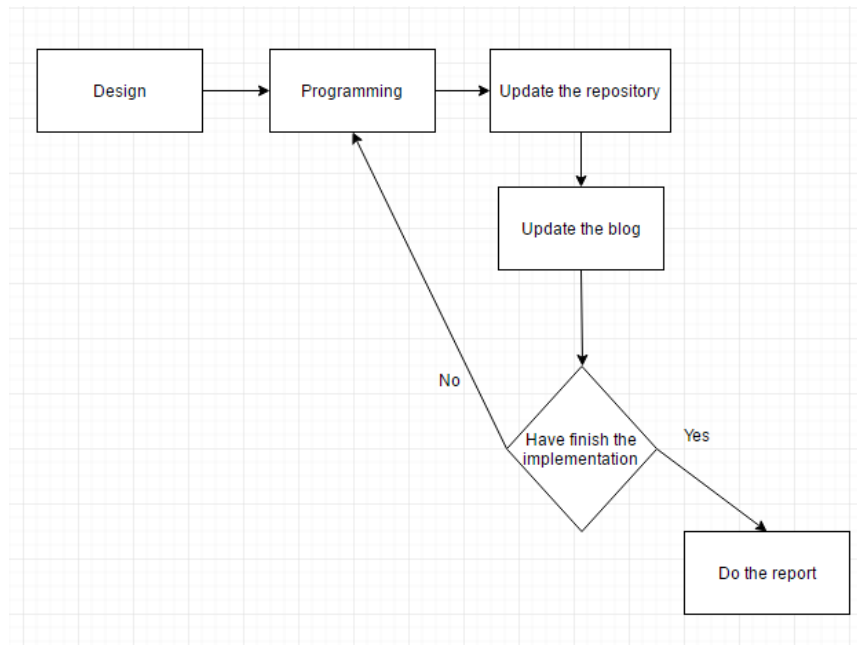 Design
Programming
Update the repository
Update the blog
No
Have finish the
implementation
Yes
Do the report